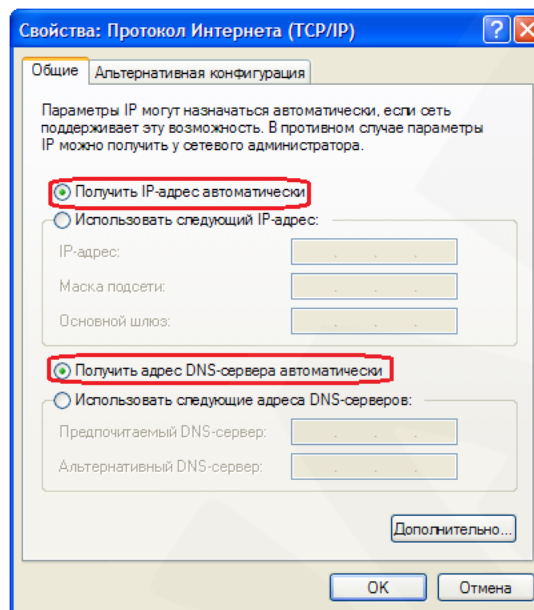 Свойства: Протокол Интернета (TCP/IP)
Общие
Альтернативная конфигурация
Параметры IP могут назначаться автоматически, если сеть
поддерживает эту возможность. В противном случае параметры
IP можно получить у сетевого администратора.
Получить IP-адрес автоматически
Использовать следующий IP-адрес:
IP-адрес:
Маска подсети:
Основной шлюз:
Получить адрес DNS-сервера автоматически
Использовать следующие адреса DNS-серверов:
Предпочитаемый DNS-сервер:
Альтернативный DNS-сервер:
Дополнительно...
OK
Отмена